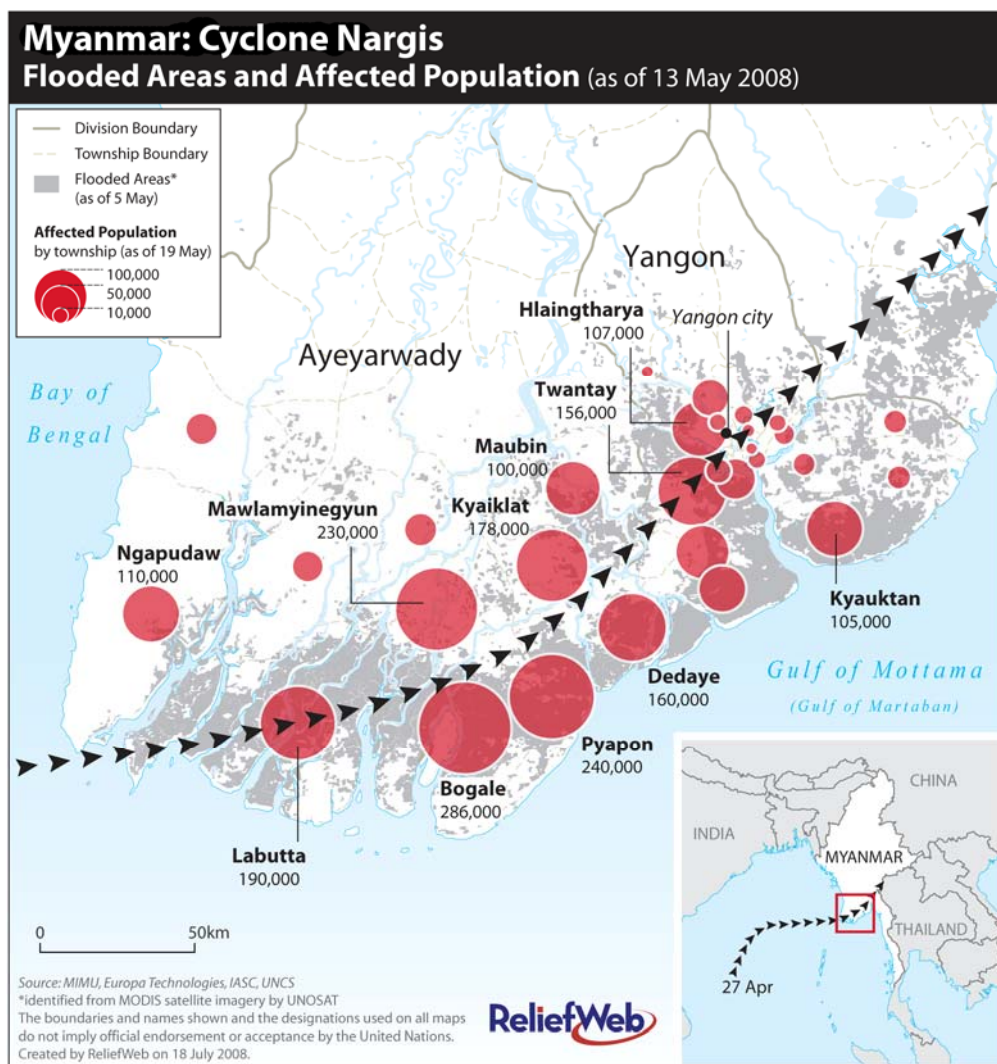 Myanmar: Cyclone Nargis
Flooded Areas and Affected Population (as of 13 May 2008)
Division Boundary
Township Boundary
Flooded Areas*
(as of 5 May)
Affected Population
by township (as of 19 May)
100,000
50,000
10,000
Yangon
Hlaingtharya
107,000
Yangon city
Ayeyarwady
Bay of
Bengal
Twantay
156,000
Maubin
100,000
Mawlamyinegyun
230,000
Kyaiklat
178,000
Ngapudaw
110,000
Kyauktan
105,000
Gulf of Mottama
(Gulf of Martaban)
Dedaye
160,000
Pyapon
240,000
Bogale
286,000
Labutta
190,000
0
50km
CHINA
INDIA
MYANMAR
THAILAND
27 Apr
Source: MIMU, Europa Technologies, IASC, UNCS
*identified from MODIS satellite imagery by UNOSAT
The boundaries and names shown and the designations used on all maps
do not imply official endorsement or acceptance by the United Nations.
Created by ReliefWeb on 18 July 2008.
ReliefWeb